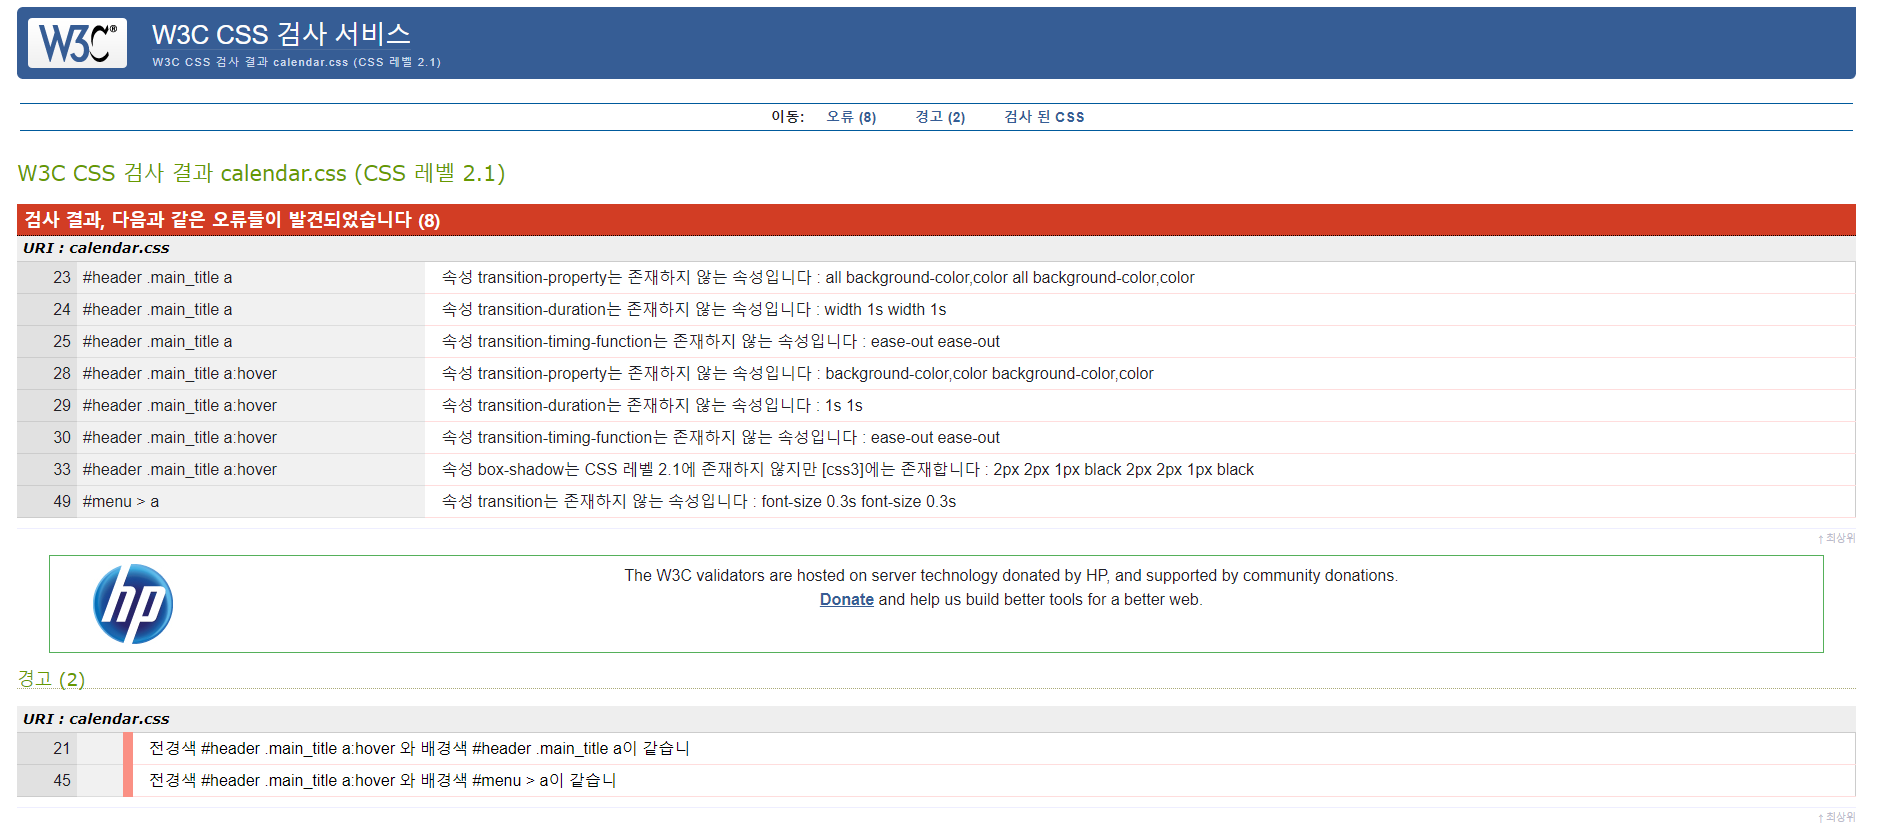 W3C® W3C CSS 검사 서비스
W3C CSS 검사 결과 calendar.css (CSS 레벨 2.1)
이동: 오류 (8) 경고 (2) 검사 된 CSS
W3C CSS 검사 결과 calendar.css (CSS 레벨 2.1)
검사 결과, 다음과 같은 오류들이 발견되었습니다 (8)
URI : calendar.css
23 #header .main_title a 속성 transition-property는 존재하지 않는 속성입니다 : all background-color,color all background-color,color
24 #header .main_title a 속성 transition-duration는 존재하지 않는 속성입니다 : width 1s width 1s
25 #header .main_title a 속성 transition-timing-function는 존재하지 않는 속성입니다 : ease-out ease-out
28 #header .main_title a:hover 속성 transition-property는 존재하지 않는 속성입니다 : background-color,color background-color,color
29 #header .main_title a:hover 속성 transition-duration는 존재하지 않는 속성입니다 : 1s 1s
30 #header .main_title a:hover 속성 transition-timing-function는 존재하지 않는 속성입니다 : ease-out ease-out
33 #header .main_title a:hover 속성 box-shadow는 CSS 레벨 2.1에 존재하지 않지만 [css3]에는 존재합니다 : 2px 2px 1px black 2px 2px 1px black
49 #menu > a 속성 transition는 존재하지 않는 속성입니다 : font-size 0.3s font-size 0.3s
↑ 최상위
hp The W3C validators are hosted on server technology donated by HP, and supported by community donations.
Donate and help us build better tools for a better web.
경고 (2)
URI : calendar.css
21 전경색 #header .main_title a:hover 와 배경색 #header .main_title a이 같습니
45 전경색 #header .main_title a:hover 와 배경색 #menu > a이 같습니
↑ 최상위